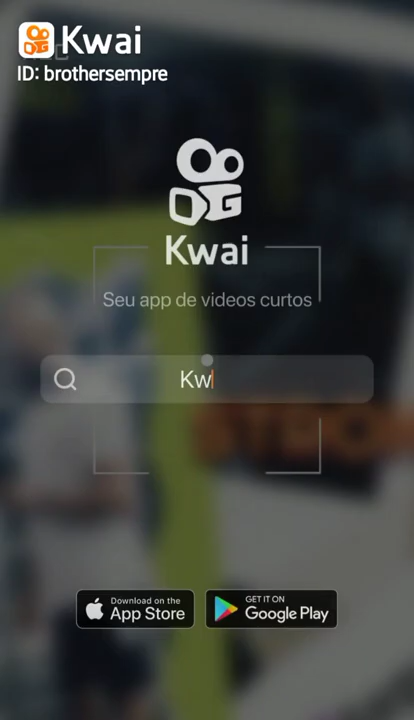 Kwai
ID: brothersempre
Kwai
Seu app de videos curtos
Kw
Download on the
App Store
GET IT ON
Google Play